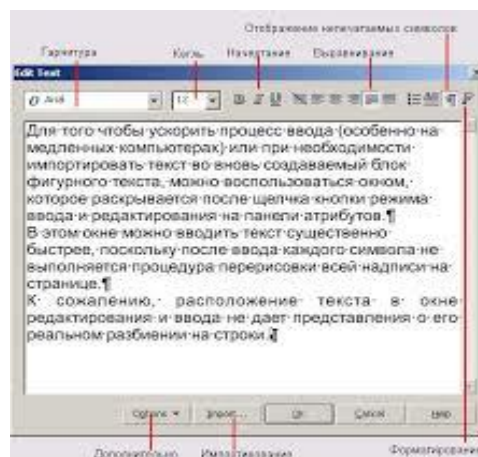 Отображение непечатаемых символов
Гарнитура Кегль Начертание Выравнивание
Edit Text
Arial 12 B I U
Для того чтобы ускорить процесс ввода (особенно на
медленных компьютерах) или при необходимости
импортировать текст во вновь создаваемый блок
фигурного текста, можно воспользоваться окном,
которое раскрывается после щелчка кнопки режима
ввода и редактирования на панели атрибутов.¶
В этом окне можно вводить текст существенно
быстрее, поскольку после ввода каждого символа не
выполняется процедура перерисовки всей надписи на
странице.¶
К сожалению, расположение текста в окне
редактирования и ввода не дает представления о его
реальном разбиении на строки.¶
Options Import... OK Cancel Help
Дополнительно Импортирование Форматирование